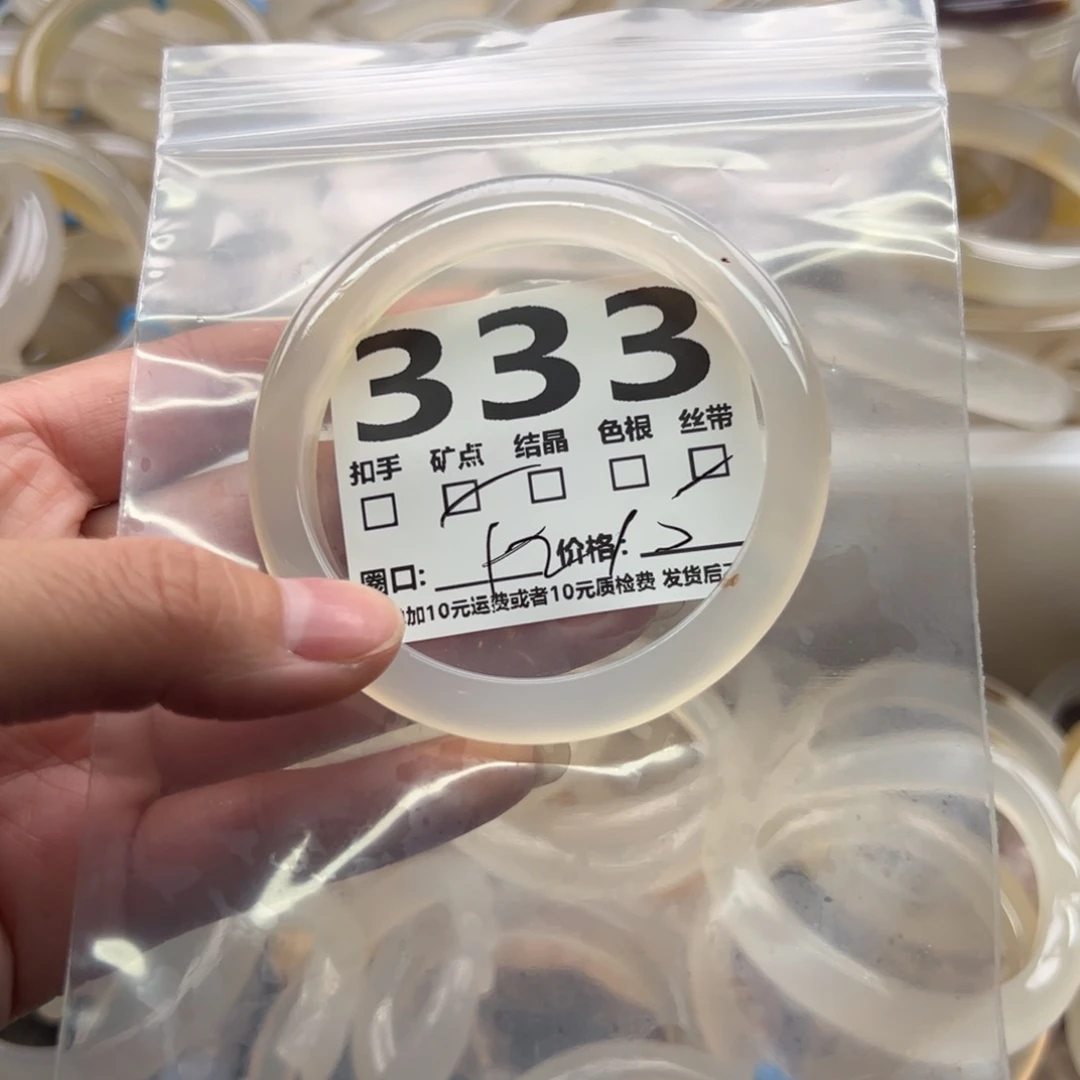 333
扣手 矿点 结晶 色根 丝带
圈口: 价格:
加10元运费或者10元质检费 发货后